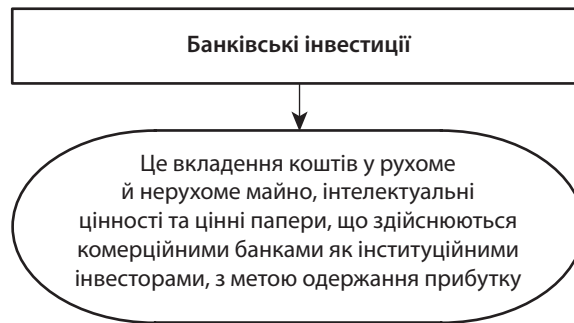 Банківські інвестиції
Це вкладення коштів у рухоме
й нерухоме майно, інтелектуальні
цінності та цінні папери, що здійснюються
комерційними банками як інституційними
інвесторами, з метою одержання прибутку